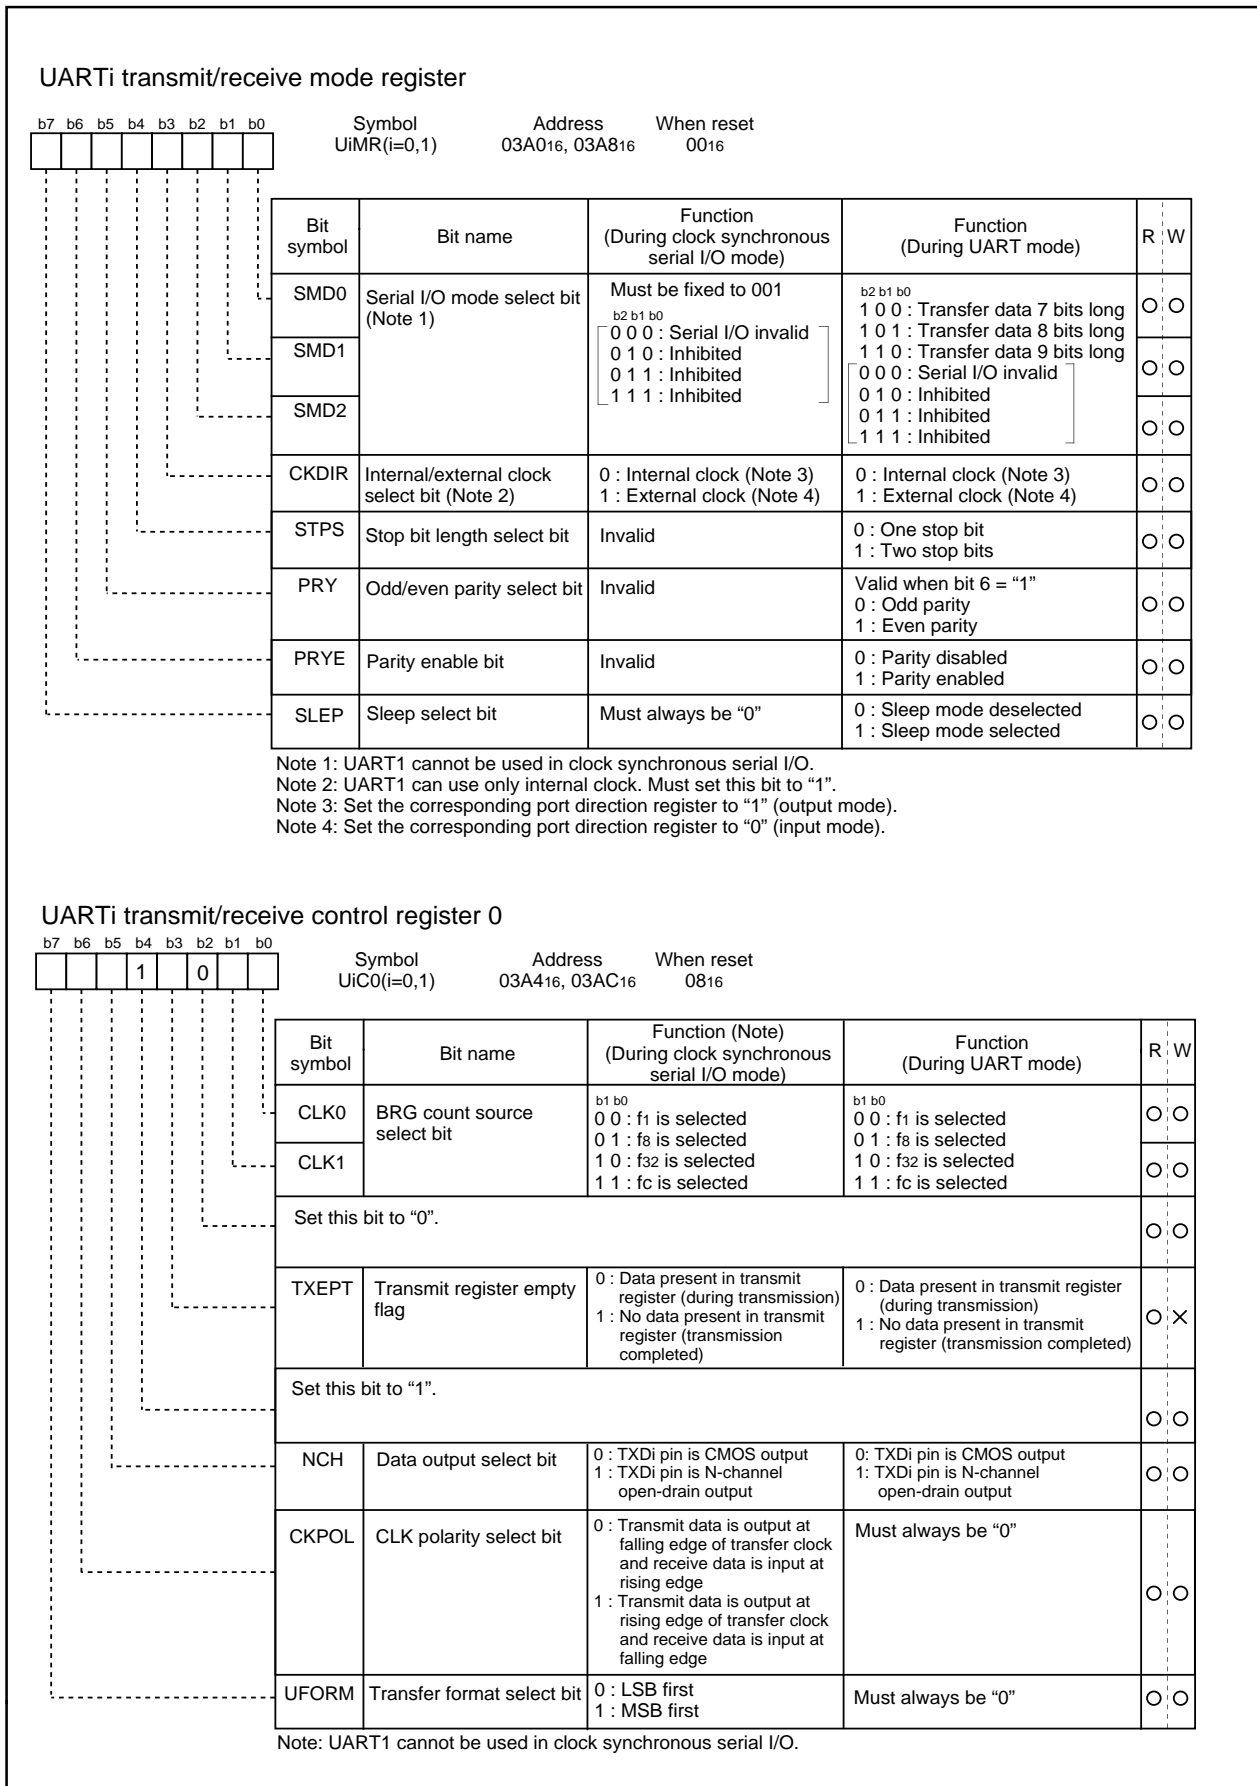 UARTi transmit/receive mode register
b7 b6 b5 b4 b3 b2 b1 b0
Symbol Address When reset
UiMR(i=0,1) 03A016, 03A816 0016
Bit symbol Bit name Function (During clock synchronous serial I/O mode) Function (During UART mode) R W
SMD0 Serial I/O mode select bit (Note 1)
SMD1
SMD2
Must be fixed to 001
b2 b1 b0
0 0 0 : Serial I/O invalid
0 1 0 : Inhibited
0 1 1 : Inhibited
1 1 1 : Inhibited
b2 b1 b0
1 0 0 : Transfer data 7 bits long
1 0 1 : Transfer data 8 bits long
1 1 0 : Transfer data 9 bits long
0 0 0 : Serial I/O invalid
0 1 0 : Inhibited
0 1 1 : Inhibited
1 1 1 : Inhibited
CKDIR Internal/external clock select bit (Note 2)
0 : Internal clock (Note 3)
1 : External clock (Note 4)
0 : Internal clock (Note 3)
1 : External clock (Note 4)
STPS Stop bit length select bit Invalid
0 : One stop bit
1 : Two stop bits
PRY Odd/even parity select bit Invalid
Valid when bit 6 = “1”
0 : Odd parity
1 : Even parity
PRYE Parity enable bit Invalid
0 : Parity disabled
1 : Parity enabled
SLEP Sleep select bit Must always be “0”
0 : Sleep mode deselected
1 : Sleep mode selected
Note 1: UART1 cannot be used in clock synchronous serial I/O.
Note 2: UART1 can use only internal clock. Must set this bit to “1”.
Note 3: Set the corresponding port direction register to “1” (output mode).
Note 4: Set the corresponding port direction register to “0” (input mode).
UARTi transmit/receive control register 0
b7 b6 b5 b4 b3 b2 b1 b0
1 0
Symbol Address When reset
UiC0(i=0,1) 03A416, 03AC16 0816
Bit symbol Bit name Function (Note) (During clock synchronous serial I/O mode) Function (During UART mode) R W
CLK0 BRG count source select bit
CLK1
b1 b0
0 0 : f1 is selected
0 1 : f8 is selected
1 0 : f32 is selected
1 1 : fc is selected
b1 b0
0 0 : f1 is selected
0 1 : f8 is selected
1 0 : f32 is selected
1 1 : fc is selected
Set this bit to “0”.
TXEPT Transmit register empty flag
0 : Data present in transmit
register (during transmission)
1 : No data present in transmit
register (transmission
completed)
0 : Data present in transmit register
(during transmission)
1 : No data present in transmit
register (transmission completed)
Set this bit to “1”.
NCH Data output select bit
0 : TXDi pin is CMOS output
1 : TXDi pin is N-channel
open-drain output
0: TXDi pin is CMOS output
1: TXDi pin is N-channel
open-drain output
CKPOL CLK polarity select bit
0 : Transmit data is output at
falling edge of transfer clock
and receive data is input at
rising edge
1 : Transmit data is output at
rising edge of transfer clock
and receive data is input at
falling edge
Must always be “0”
UFORM Transfer format select bit
0 : LSB first
1 : MSB first
Must always be “0”
Note: UART1 cannot be used in clock synchronous serial I/O.